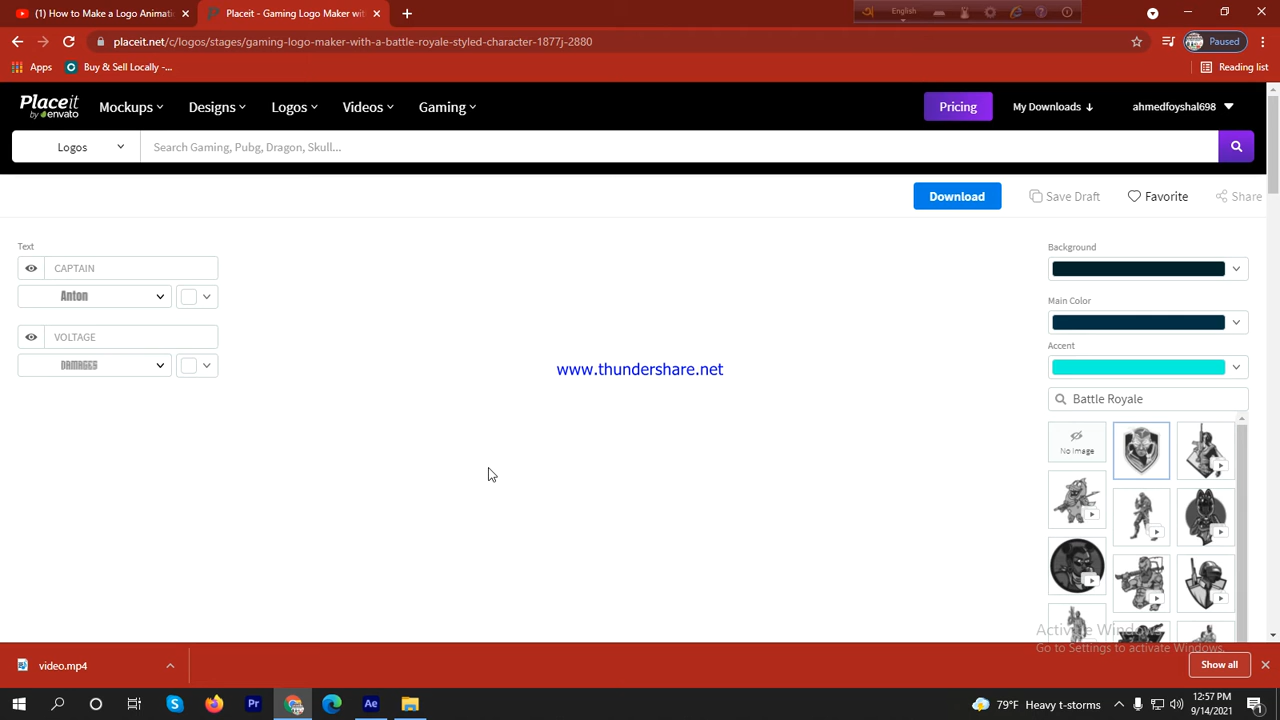 (1) How to Make a Logo Animatic
Placeit - Gaming Logo Maker with
English
placeit.net/c/logos/stages/gaming-logo-maker-with-a-battle-royale-styled-character-1877j-2880
Paused
Apps
Buy & Sell Locally -...
Reading list
Placeit
by envato
Mockups
Designs
Logos
Videos
Gaming
Pricing
My Downloads
ahmedfoyshal698
Logos
Search Gaming, Pubg, Dragon, Skull...
Download
Save Draft
Favorite
Share
Text
CAPTAIN
Anton
VOLTAGE
DAMAGES
Background
Main Color
Accent
Battle Royale
No Image
www.thundershare.net
Activate Windows
Go to Settings to activate Windows.
video.mp4
Show all
79°F Heavy t-storms
12:57 PM
9/14/2021